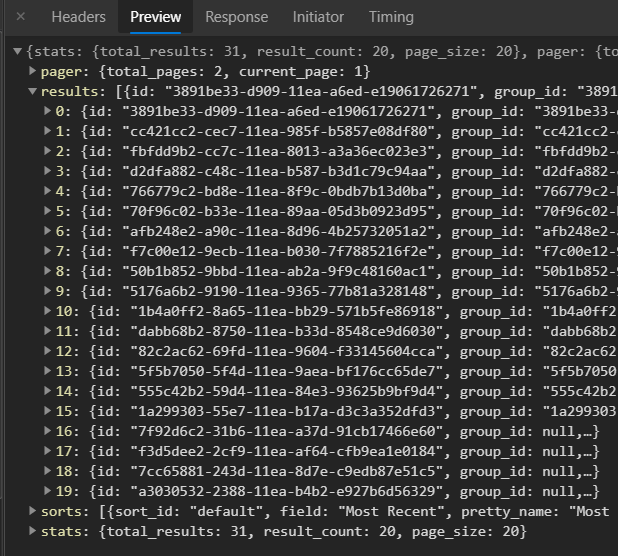 × Headers Preview Response Initiator Timing
▼{stats: {total_results: 31, result_count: 20, page_size: 20}, pager: {to
▶ pager: {total_pages: 2, current_page: 1}
▼ results: [{id: "3891be33-d909-11ea-a6ed-e19061726271", group_id: "3891
▶ 0: {id: "3891be33-d909-11ea-a6ed-e19061726271", group_id: "3891be33-
▶ 1: {id: "cc421cc2-cec7-11ea-985f-b5857e08df80", group_id: "cc421cc2-
▶ 2: {id: "fbfdd9b2-cc7c-11ea-8013-a3a36ec023e3", group_id: "fbfdd9b2-
▶ 3: {id: "d2dfa882-c48c-11ea-b587-b3d1c79c94aa", group_id: "d2dfa882-
▶ 4: {id: "766779c2-bd8e-11ea-8f9c-0bdb7b13d0ba", group_id: "766779c2-
▶ 5: {id: "70f96c02-b33e-11ea-89aa-05d3b0923d95", group_id: "70f96c02-
▶ 6: {id: "afb248e2-a90c-11ea-8d96-4b25732051a2", group_id: "afb248e2-
▶ 7: {id: "f7c00e12-9ecb-11ea-b030-7f7885216f2e", group_id: "f7c00e12-
▶ 8: {id: "50b1b852-9bbd-11ea-ab2a-9f9c48160ac1", group_id: "50b1b852-
▶ 9: {id: "5176a6b2-9190-11ea-9365-77b81a328148", group_id: "5176a6b2-
▶ 10: {id: "1b4a0ff2-8a65-11ea-bb29-571b5fe86918", group_id: "1b4a0ff2
▶ 11: {id: "dabb68b2-8750-11ea-b33d-8548ce9d6030", group_id: "dabb68b2
▶ 12: {id: "82c2ac62-69fd-11ea-9604-f33145604cca", group_id: "82c2ac62
▶ 13: {id: "5f5b7050-5f4d-11ea-9aea-bf176cc65de7", group_id: "5f5b7050
▶ 14: {id: "555c42b2-59d4-11ea-84e3-93625b9bf9d4", group_id: "555c42b2
▶ 15: {id: "1a299303-55e7-11ea-b17a-d3c3a352dfd3", group_id: "1a299303
▶ 16: {id: "7f92d6c2-31b6-11ea-a37d-91cb17466e60", group_id: null,…}
▶ 17: {id: "f3d5dee2-2cf9-11ea-af64-cfb9ea1e0184", group_id: null,…}
▶ 18: {id: "7cc65881-243d-11ea-8d7e-c9edb87e51c5", group_id: null,…}
▶ 19: {id: "a3030532-2388-11ea-b4b2-e927b6d56329", group_id: null,…}
▶ sorts: [{sort_id: "default", field: "Most Recent", pretty_name: "Most
▶ stats: {total_results: 31, result_count: 20, page_size: 20}